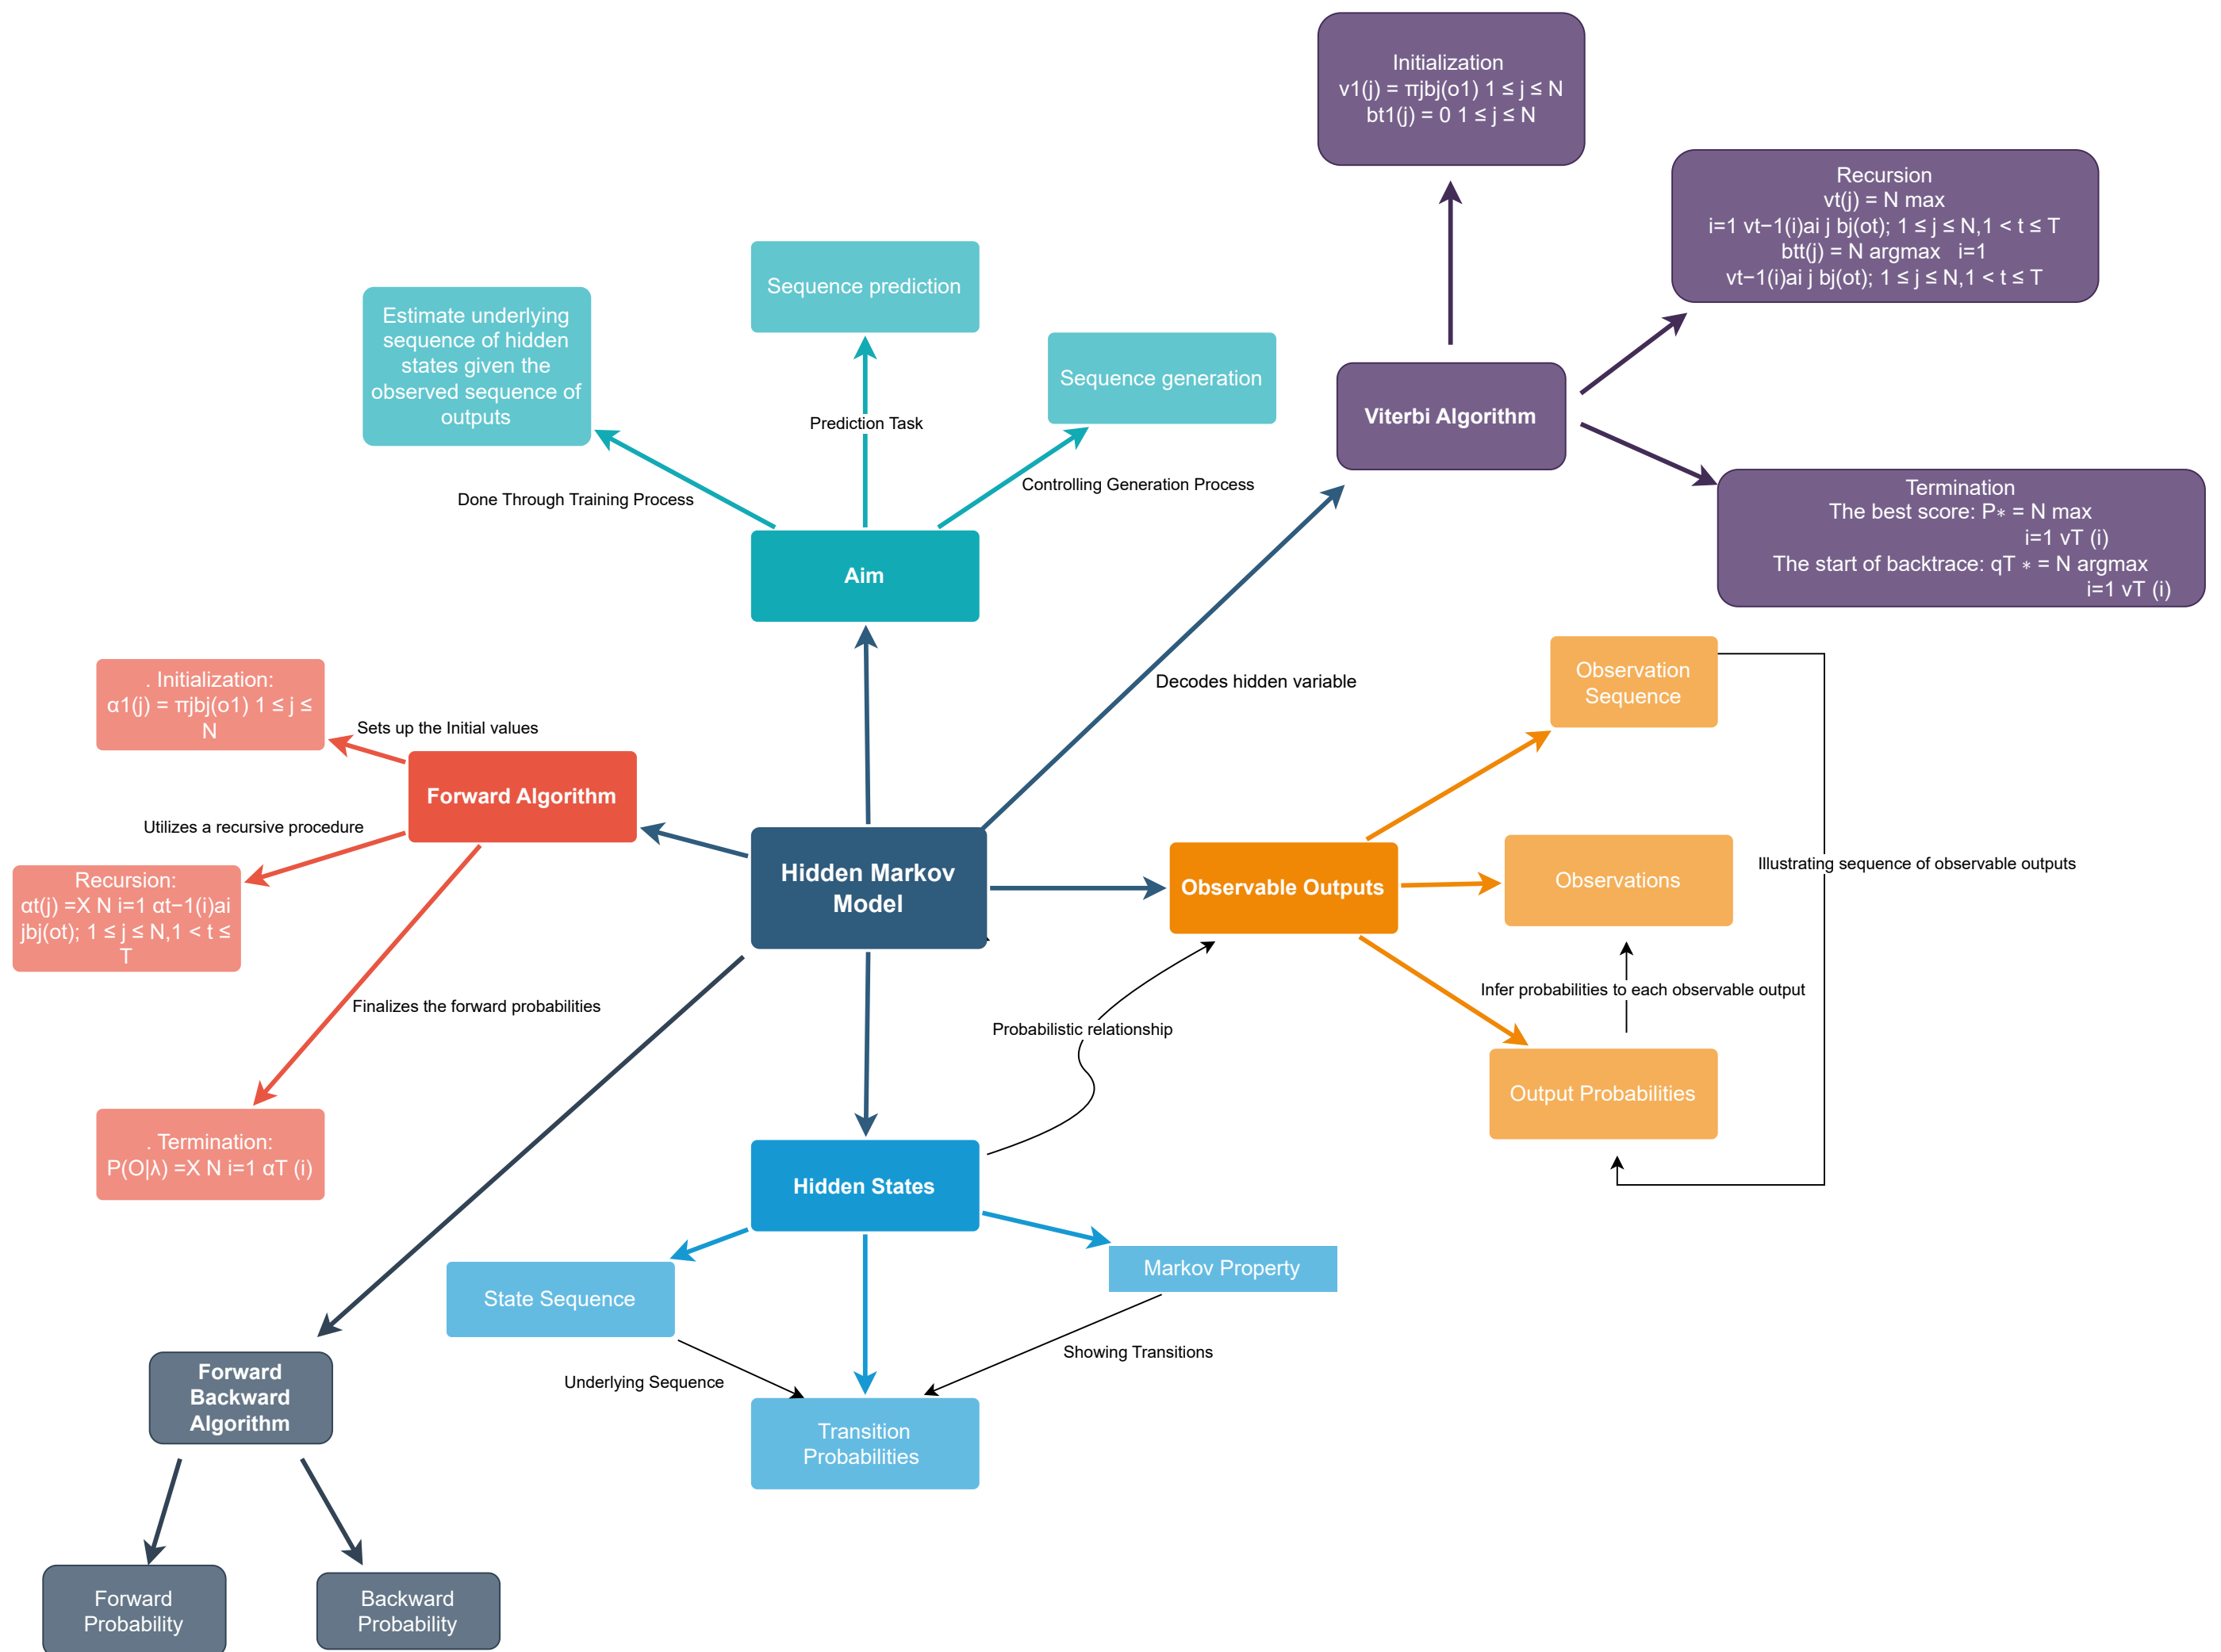 Initialization
v1(j) = πjbj(o1) 1 ≤ j ≤ N
bt1(j) = 0 1 ≤ j ≤ N
Recursion
vt(j) = N max
i=1 vt−1(i)ai j bj(ot); 1 ≤ j ≤ N,1 < t ≤ T
btt(j) = N argmax i=1
vt−1(i)ai j bj(ot); 1 ≤ j ≤ N,1 < t ≤ T
Viterbi Algorithm
Termination
The best score: P∗ = N max
i=1 vT (i)
The start of backtrace: qT ∗ = N argmax
i=1 vT (i)
Sequence prediction
Estimate underlying
sequence of hidden
states given the
observed sequence of
outputs
Sequence generation
Prediction Task
Controlling Generation Process
Done Through Training Process
Aim
Decodes hidden variable
. Initialization:
α1(j) = πjbj(o1) 1 ≤ j ≤
N
Sets up the Initial values
Forward Algorithm
Utilizes a recursive procedure
Recursion:
αt(j) =X N i=1 αt−1(i)ai
jbj(ot); 1 ≤ j ≤ N,1 < t ≤
T
Finalizes the forward probabilities
. Termination:
P(O|λ) =X N i=1 αT (i)
Hidden Markov
Model
Observable Outputs
Observation
Sequence
Observations
Illustrating sequence of observable outputs
Infer probabilities to each observable output
Output Probabilities
Probabilistic relationship
Hidden States
State Sequence
Markov Property
Underlying Sequence
Showing Transitions
Transition
Probabilities
Forward
Backward
Algorithm
Forward
Probability
Backward
Probability